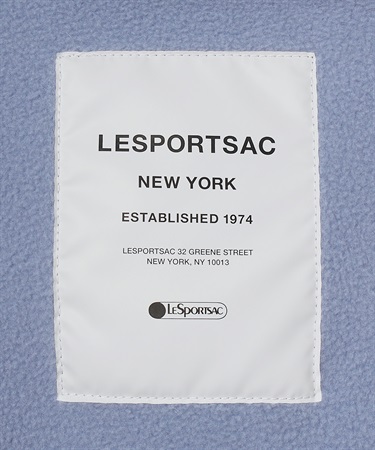 LESPORTSAC
NEW YORK
ESTABLISHED 1974
LESPORTSAC 32 GREENE STREET
NEW YORK, NY 10013
LESPORTSAC